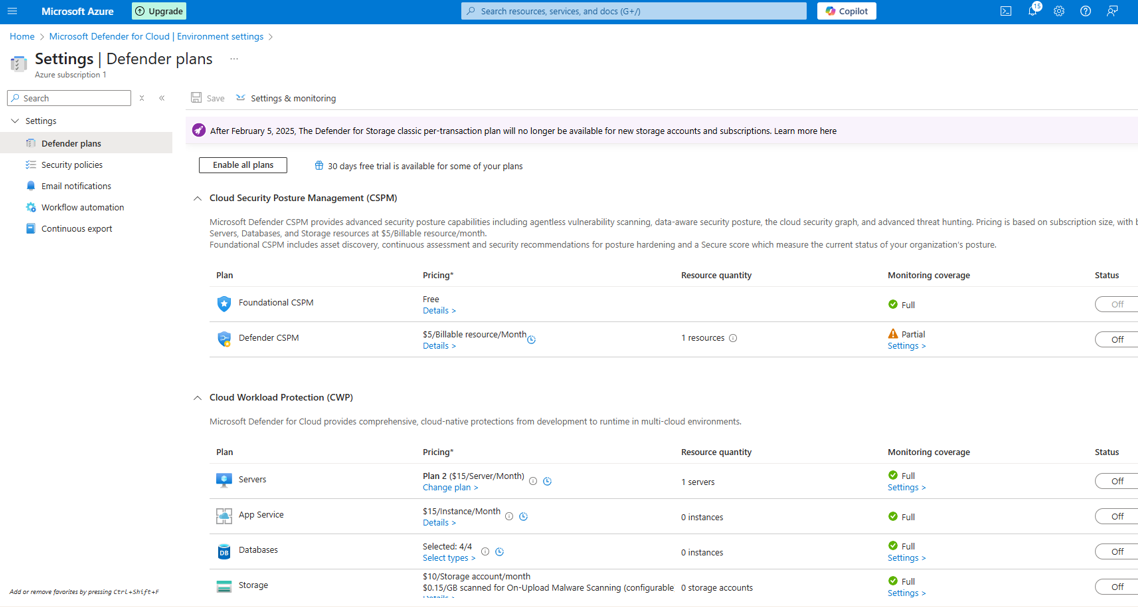 Microsoft Azure
Upgrade
Search resources, services, and docs (G+/)
Copilot
15
Home > Microsoft Defender for Cloud | Environment settings >
Settings | Defender plans ...
Azure subscription 1
Search
Save
Settings & monitoring
Settings
Defender plans
Security policies
Email notifications
Workflow automation
Continuous export
After February 5, 2025, The Defender for Storage classic per-transaction plan will no longer be available for new storage accounts and subscriptions. Learn more here
Enable all plans
30 days free trial is available for some of your plans
Cloud Security Posture Management (CSPM)
Microsoft Defender CSPM provides advanced security posture capabilities including agentless vulnerability scanning, data-aware security posture, the cloud security graph, and advanced threat hunting. Pricing is based on subscription size, with
Servers, Databases, and Storage resources at $5/Billable resource/month.
Foundational CSPM includes asset discovery, continuous assessment and security recommendations for posture hardening and a Secure score which measure the current status of your organization's posture.
Plan Pricing* Resource quantity Monitoring coverage Status
Foundational CSPM Free Full Off
Details >
Defender CSPM $5/Billable resource/Month 1 resources Partial Off
Details > Settings >
Cloud Workload Protection (CWP)
Microsoft Defender for Cloud provides comprehensive, cloud-native protections from development to runtime in multi-cloud environments.
Plan Pricing* Resource quantity Monitoring coverage Status
Servers Plan 2 ($15/Server/Month) 1 servers Full Off
Change plan > Settings >
App Service $15/Instance/Month 0 instances Full Off
Details >
Databases Selected: 4/4 0 instances Full Off
Select types > Settings >
Storage $10/Storage account/month 0 storage accounts Full Off
$0.15/GB scanned for On-Upload Malware Scanning (configurable Settings >
Add or remove favorites by pressing Ctrl+Shift+F